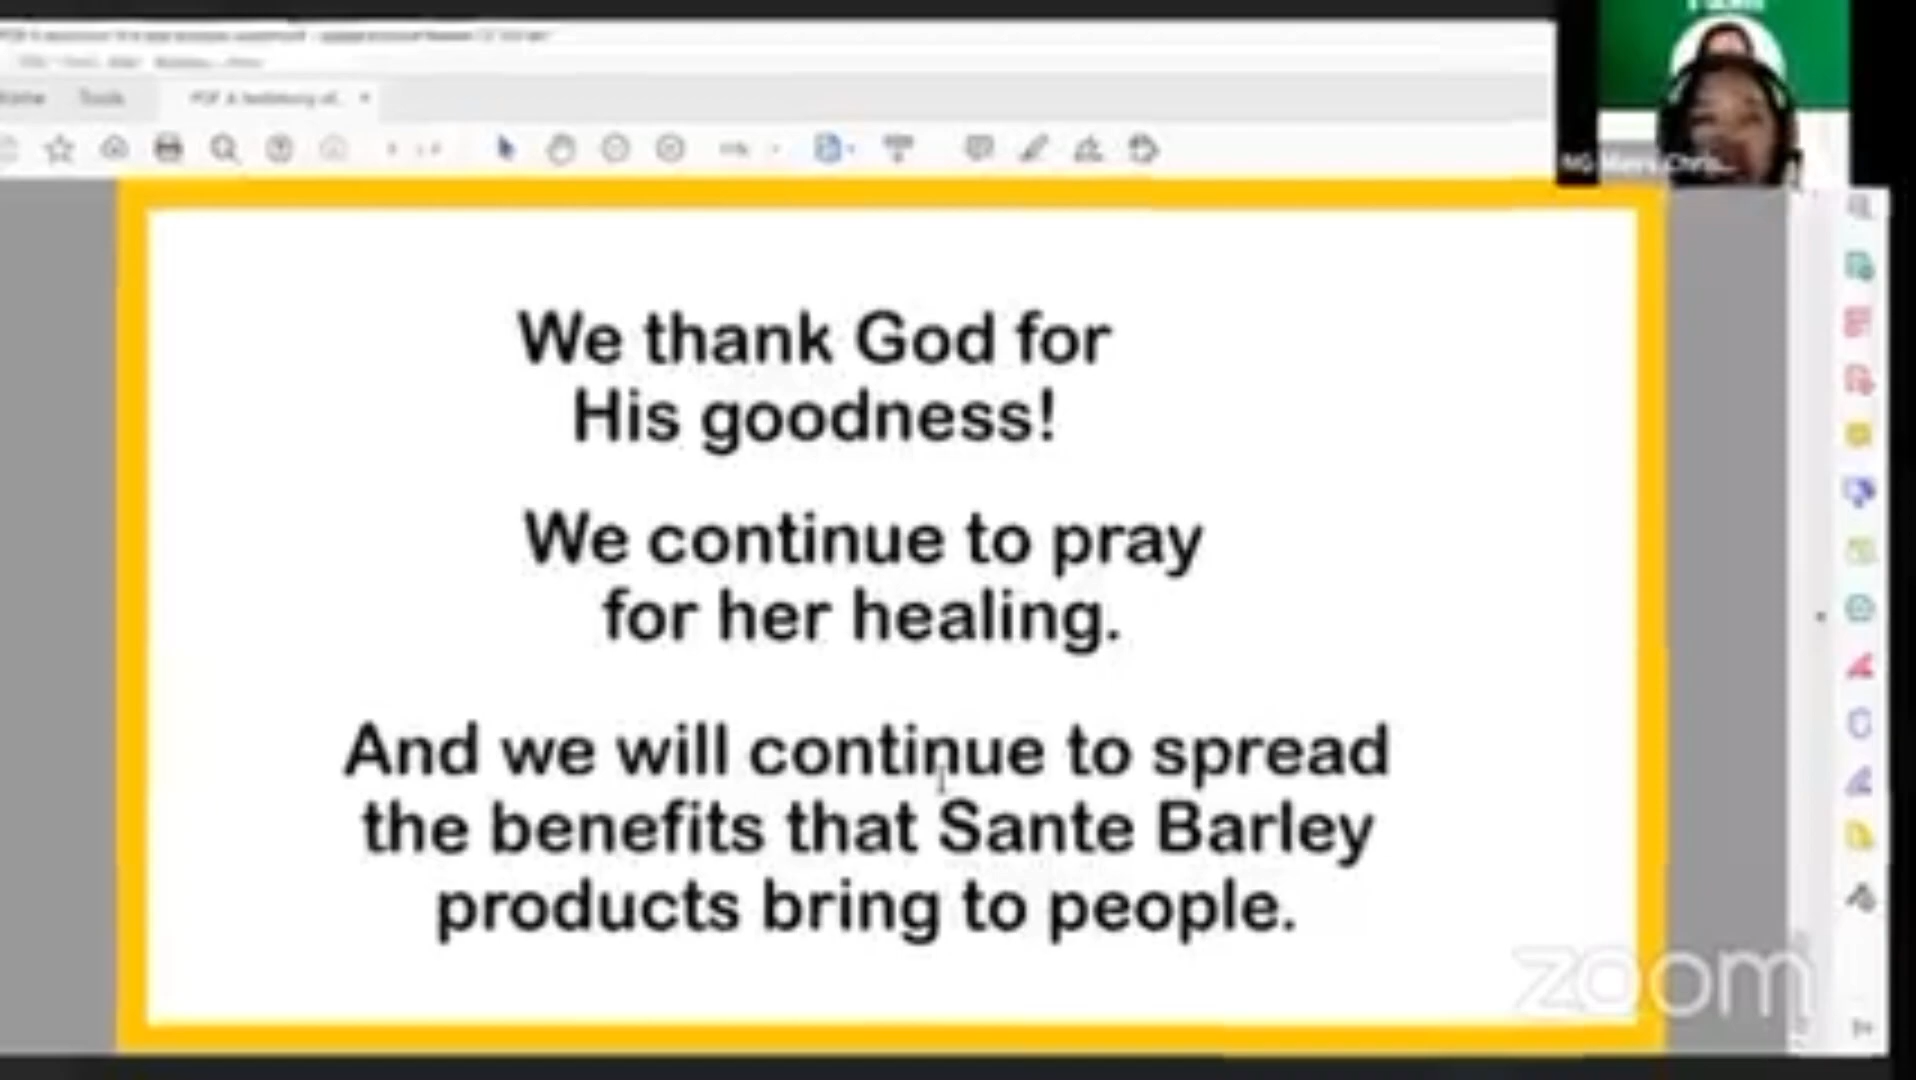 Tools
We thank God for
His goodness!
We continue to pray
for her healing.
And we will continue to spread
the benefits that Sante Barley
products bring to people.
zoom